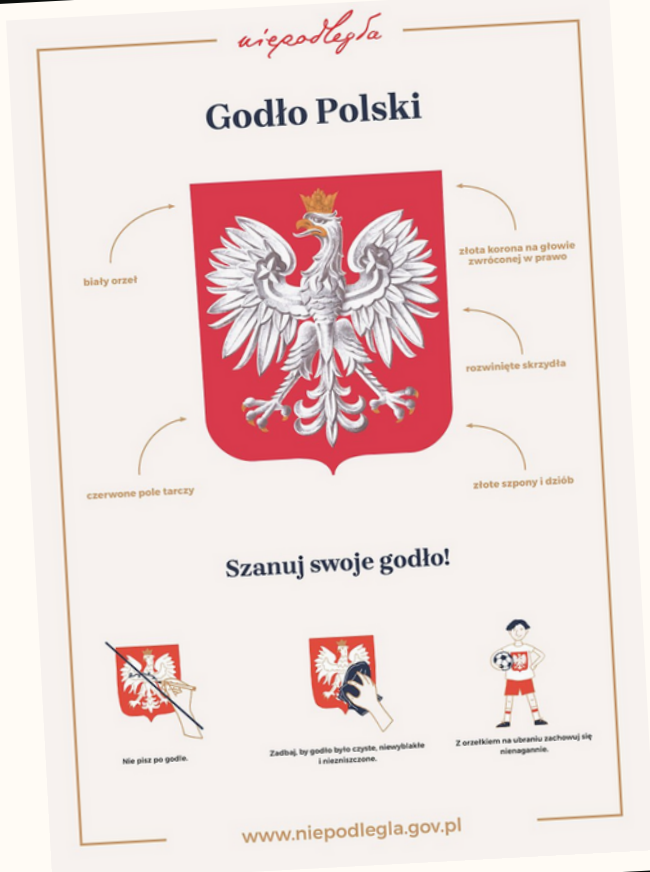 niepodległa
Godło Polski
biały orzeł
złota korona na głowie
zwróconej w prawo
rozwinięte skrzydła
czerwone pole tarczy
złote szpony i dziób
Szanuj swoje godło!
Nie pisz po godle.
Zadbaj, by godło było czyste, niewyblakłe
i niezniszczone.
Z orzełkiem na ubraniu zachowuj się
nienagannie.
www.niepodlegla.gov.pl